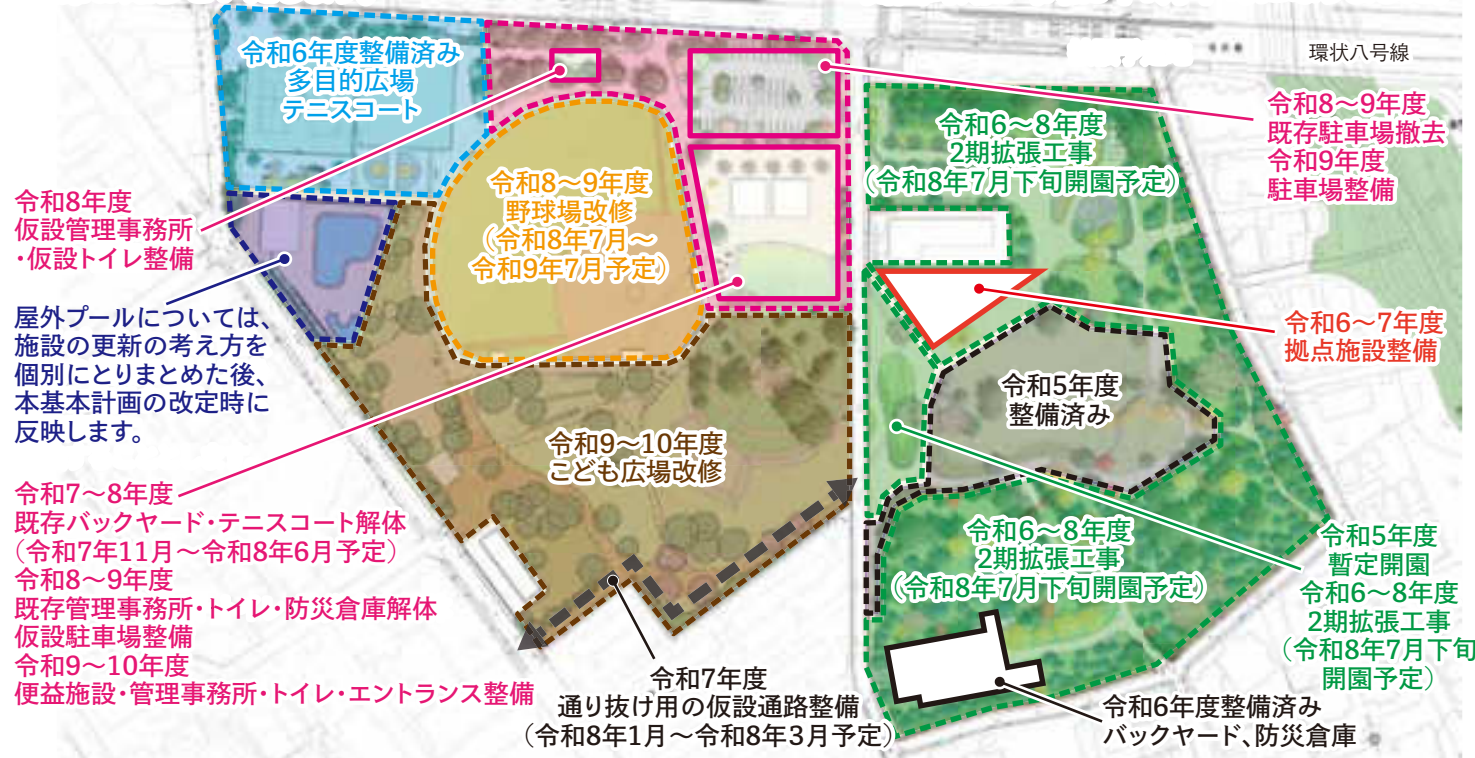 令和6年度整備済み
多目的広場
テニスコート
環状八号線
令和8～9年度
既存駐車場撤去
令和9年度
駐車場整備
令和6～8年度
2期拡張工事
(令和8年7月下旬開園予定)
令和8～9年度
野球場改修
(令和8年7月～
令和9年7月予定)
令和8年度
仮設管理事務所
・仮設トイレ整備
屋外プールについては、
施設の更新の考え方を
個別にとりまとめた後、
本基本計画の改定時に
反映します。
令和6～7年度
拠点施設整備
令和5年度
整備済み
令和9～10年度
こども広場改修
令和7～8年度
既存バックヤード・テニスコート解体
(令和7年11月～令和8年6月予定)
令和8～9年度
既存管理事務所・トイレ・防災倉庫解体
仮設駐車場整備
令和9～10年度
便益施設・管理事務所・トイレ・エントランス整備
令和6～8年度
2期拡張工事
(令和8年7月下旬開園予定)
令和5年度
暫定開園
令和6～8年度
2期拡張工事
(令和8年7月下旬
開園予定)
令和7年度
通り抜け用の仮設通路整備
(令和8年1月～令和8年3月予定)
令和6年度整備済み
バックヤード、防災倉庫